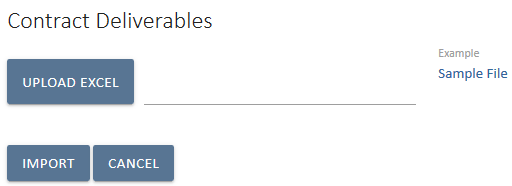 Contract Deliverables
Example
UPLOAD EXCEL
Sample File
IMPORT CANCEL